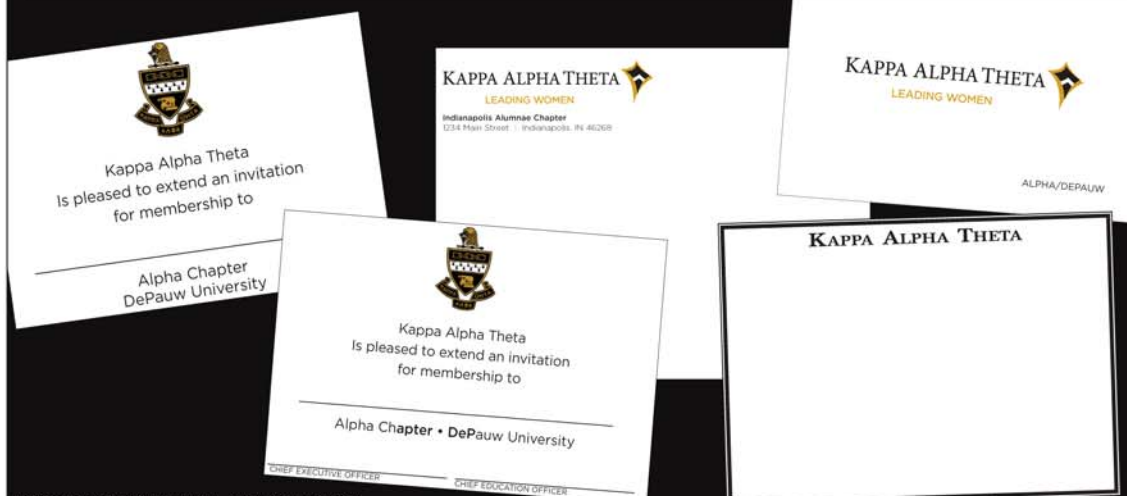 Kappa Alpha Theta
Is pleased to extend an invitation
for membership to
Alpha Chapter
DePauw University
KAPPA ALPHA THETA
LEADING WOMEN
Indianapolis Alumnae Chapter
1234 Main Street | Indianapolis, IN 46268
KAPPA ALPHA THETA
LEADING WOMEN
ALPHA/DEPAUW
Kappa Alpha Theta
Is pleased to extend an invitation
for membership to
Alpha Chapter • DePauw University
CHIEF EXECUTIVE OFFICER
CHIEF EDUCATION OFFICER
KAPPA ALPHA THETA